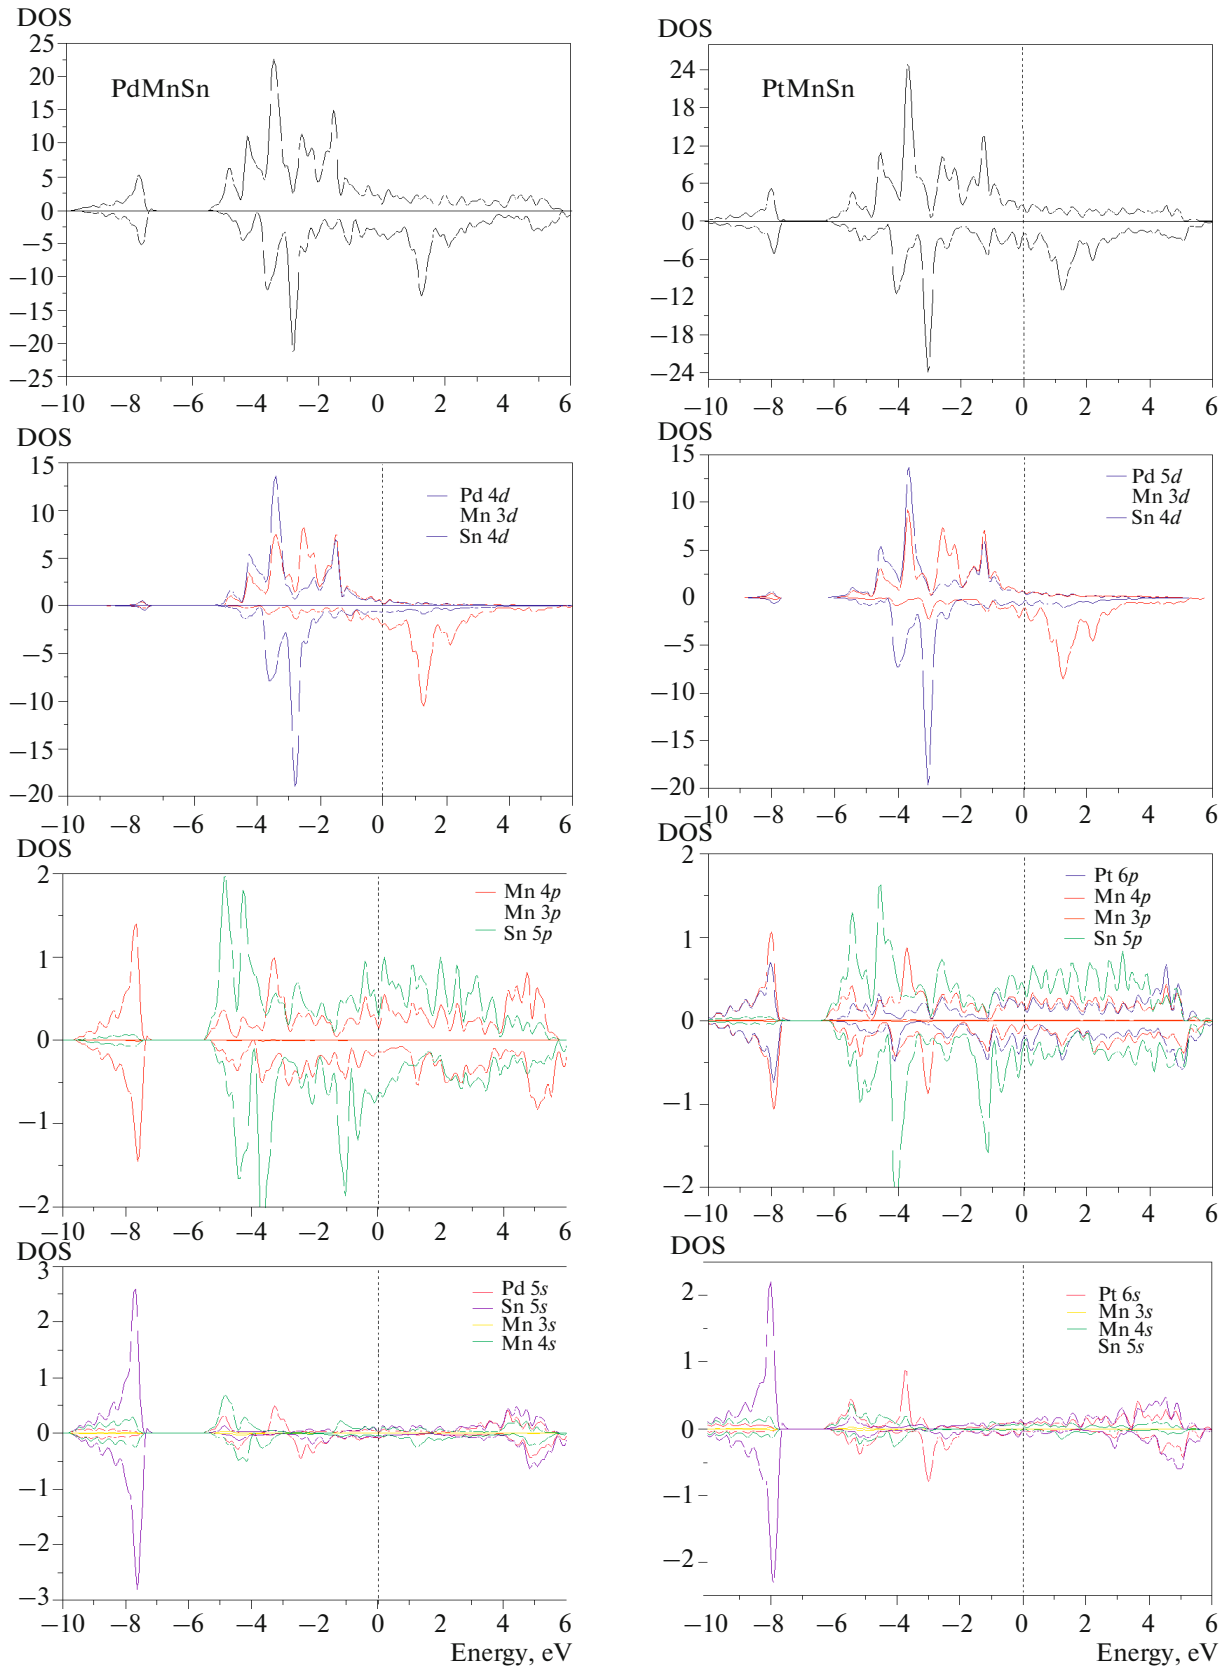 DOS
25
20
15
10
5
0
−5
−10
−15
−20
−25
PdMnSn
−10 −8 −6 −4 −2 0 2 4 6
DOS
24
18
12
6
0
−6
−12
−18
−24
PtMnSn
−10 −8 −6 −4 −2 0 2 4 6
DOS
15
10
5
0
−5
−10
−15
−20
Pd 4d
Mn 3d
Sn 4d
−10 −8 −6 −4 −2 0 2 4 6
DOS
15
10
5
0
−5
−10
−15
−20
Pd 5d
Mn 3d
Sn 4d
−10 −8 −6 −4 −2 0 2 4 6
DOS
2
1
0
−1
−2
Mn 4p
Mn 3p
Sn 5p
−10 −8 −6 −4 −2 0 2 4 6
DOS
2
1
0
−1
−2
Pt 6p
Mn 4p
Mn 3p
Sn 5p
−10 −8 −6 −4 −2 0 2 4 6
DOS
3
2
1
0
−1
−2
−3
Pd 5s
Sn 5s
Mn 3s
Mn 4s
−10 −8 −6 −4 −2 0 2 4 6
Energy, eV
DOS
2
1
0
−1
−2
Pt 6s
Mn 3s
Mn 4s
Sn 5s
−10 −8 −6 −4 −2 0 2 4 6
Energy, eV